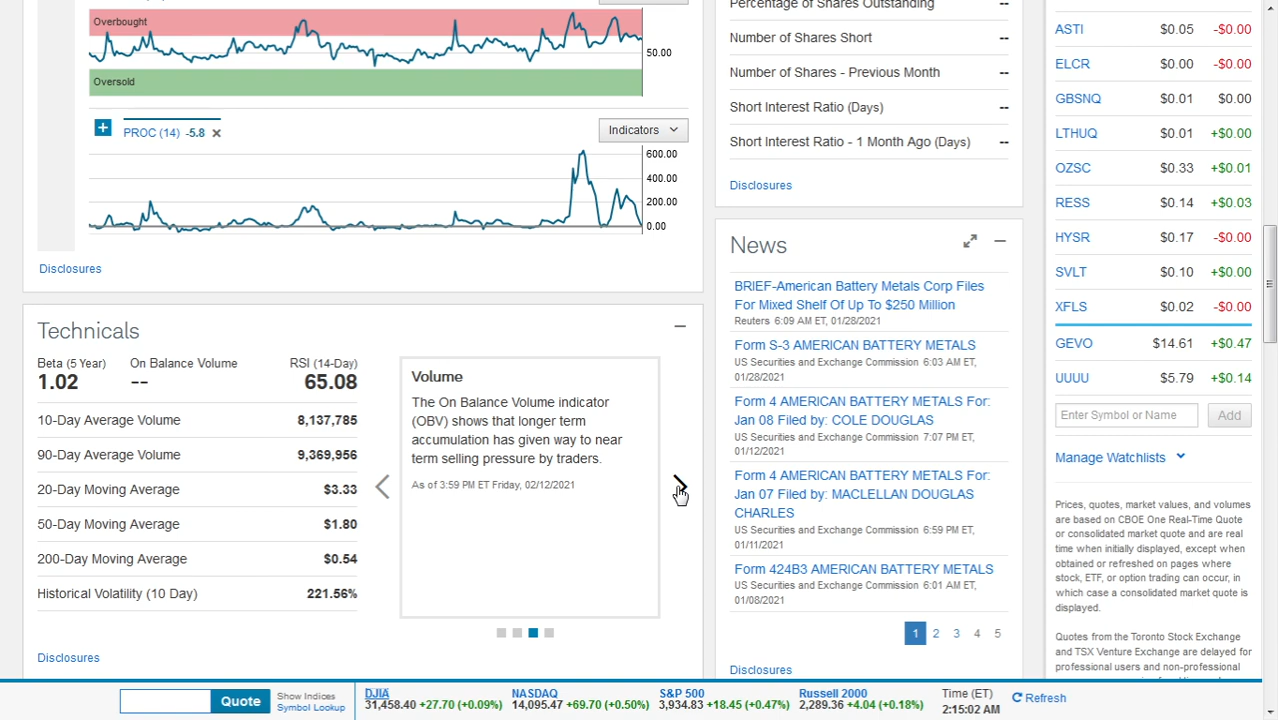 Overbought
50.00
Oversold
PROC (14) -5.8
Indicators
600.00
400.00
200.00
0.00
Disclosures
Technicals
Beta (5 Year)
1.02
On Balance Volume
--
RSI (14-Day)
65.08
10-Day Average Volume 8,137,785
90-Day Average Volume 9,369,956
20-Day Moving Average $3.33
50-Day Moving Average $1.80
200-Day Moving Average $0.54
Historical Volatility (10 Day) 221.56%
Disclosures
Volume
The On Balance Volume indicator
(OBV) shows that longer term
accumulation has given way to near
term selling pressure by traders.
As of 3:59 PM ET Friday, 02/12/2021
Percentage of Shares Outstanding --
Number of Shares Short --
Number of Shares - Previous Month --
Short Interest Ratio (Days) --
Short Interest Ratio - 1 Month Ago (Days) --
Disclosures
News
BRIEF-American Battery Metals Corp Files
For Mixed Shelf Of Up To $250 Million
Reuters 6:09 AM ET, 01/28/2021
Form S-3 AMERICAN BATTERY METALS
US Securities and Exchange Commission 6:03 AM ET,
01/28/2021
Form 4 AMERICAN BATTERY METALS For:
Jan 08 Filed by: COLE DOUGLAS
US Securities and Exchange Commission 7:07 PM ET,
01/12/2021
Form 4 AMERICAN BATTERY METALS For:
Jan 07 Filed by: MACLELLAN DOUGLAS
CHARLES
US Securities and Exchange Commission 6:59 PM ET,
01/11/2021
Form 424B3 AMERICAN BATTERY METALS
US Securities and Exchange Commission 6:01 AM ET,
01/08/2021
1 2 3 4 5
Disclosures
ASTI $0.05 -$0.00
ELCR $0.00 -$0.00
GBSNQ $0.01 $0.00
LTHUQ $0.01 +$0.00
OZSC $0.33 +$0.01
RESS $0.14 +$0.03
HYSR $0.17 -$0.00
SVLT $0.10 +$0.00
XFLS $0.02 -$0.00
GEVO $14.61 +$0.47
UUUU $5.79 +$0.14
Enter Symbol or Name Add
Manage Watchlists
Prices, quotes, market values, and volumes
are based on CBOE One Real-Time Quote
or consolidated market quote and are real
time when initially displayed, except when
obtained or refreshed on pages where
stock, ETF, or option trading can occur, in
which case a consolidated market quote is
displayed.
Quotes from the Toronto Stock Exchange
and TSX Venture Exchange are delayed for
professional users and non-professional
Quote
Show Indices
Symbol Lookup
DJIA
31,458.40 +27.70 (+0.09%)
NASDAQ
14,095.47 +69.70 (+0.50%)
S&P 500
3,934.83 +18.45 (+0.47%)
Russell 2000
2,289.36 +4.04 (+0.18%)
Time (ET)
2:15:02 AM
Refresh